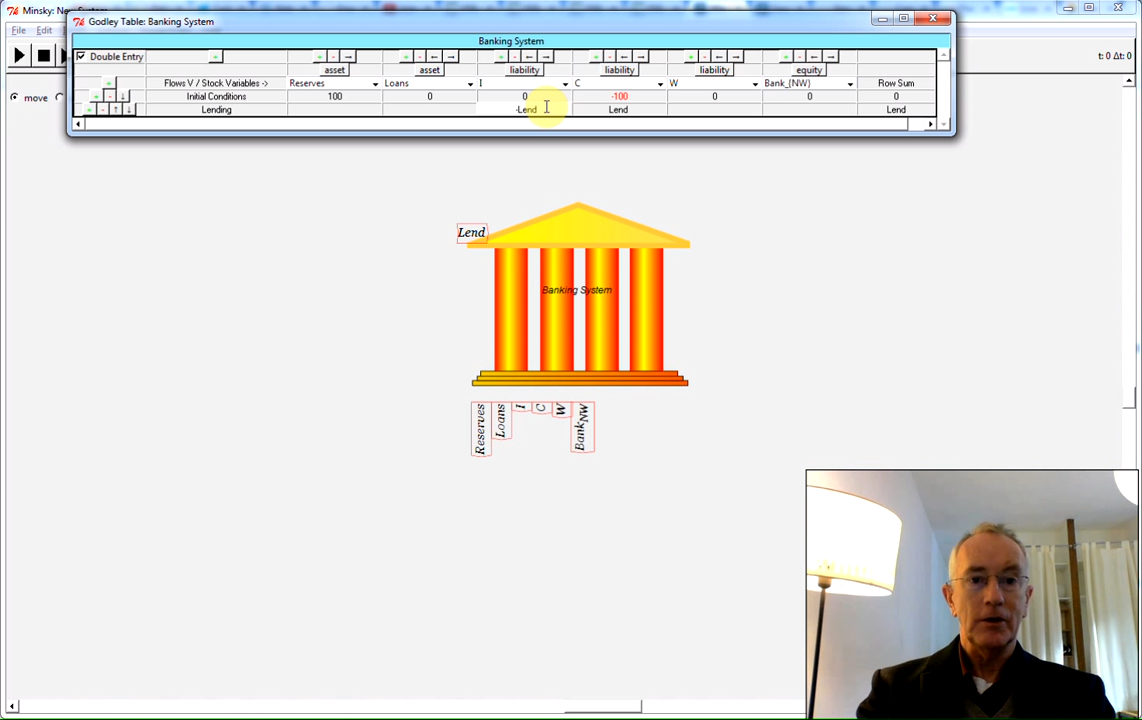 Minsky: New System
Godley Table: Banking System
File Edit
t: 0 Δt: 0
move
Banking System
Double Entry + + - → + - ← → + - ← → + - ← → + - ← → + - ←
asset asset liability liability liability equity
+ Flows V / Stock Variables -> Reserves Loans I C W Bank_{NW} Row Sum
+ - ↓ Initial Conditions 100 0 0 -100 0 0 0
+ - ↑ ↓ Lending -Lend Lend Lend
Lend
Banking System
Reserves Loans I C W Bank NW